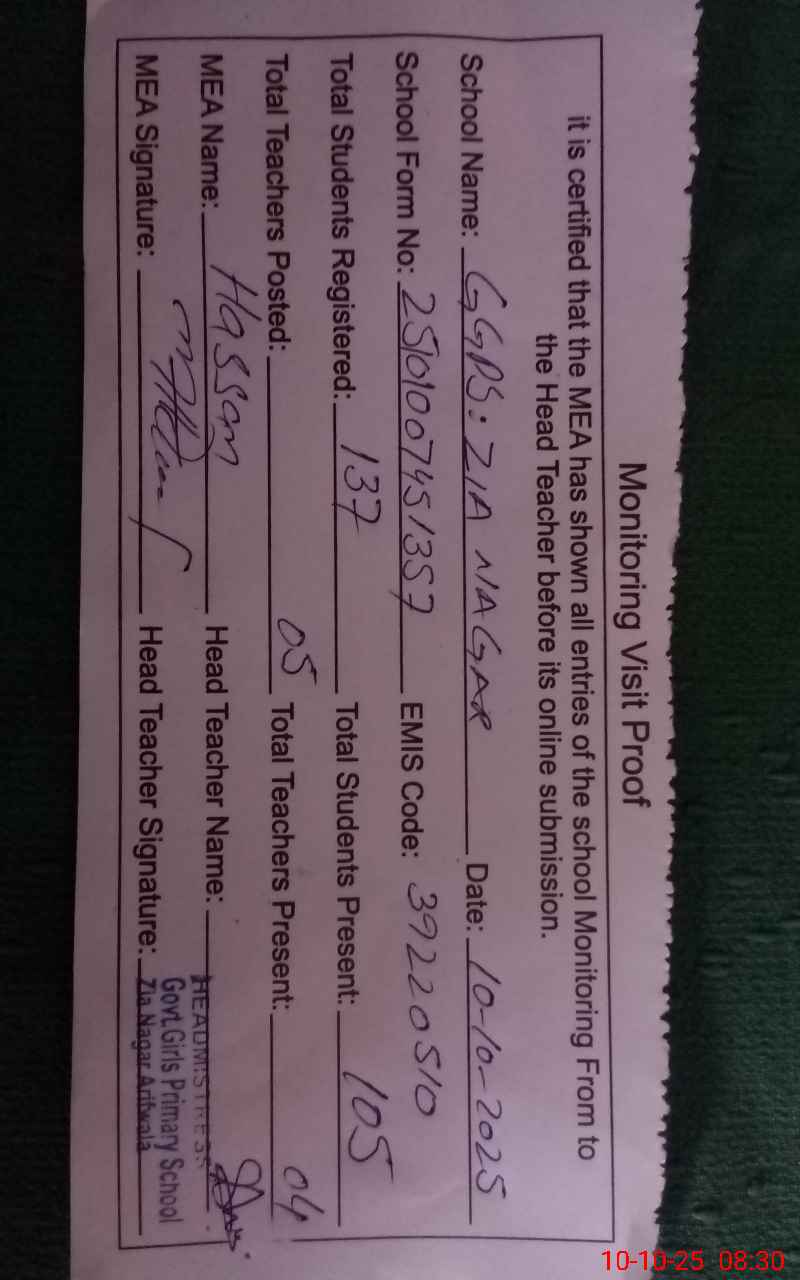 Monitoring Visit Proof
it is certified that the MEA has shown all entries of the school Monitoring From to
the Head Teacher before its online submission.
School Name: GGPS: ZIA NAGAR Date: 10-10-2025
School Form No: 25101007451357 EMIS Code: 39220510
Total Students Registered: 137 Total Students Present: 105
Total Teachers Posted: 05 Total Teachers Present: 04
MEA Name: Hassam Head Teacher Name:
MEA Signature: Head Teacher Signature:
HEADMISTRESS
Govt. Girls Primary School
Zia Nagar Arifwala
10-10-25 08:30